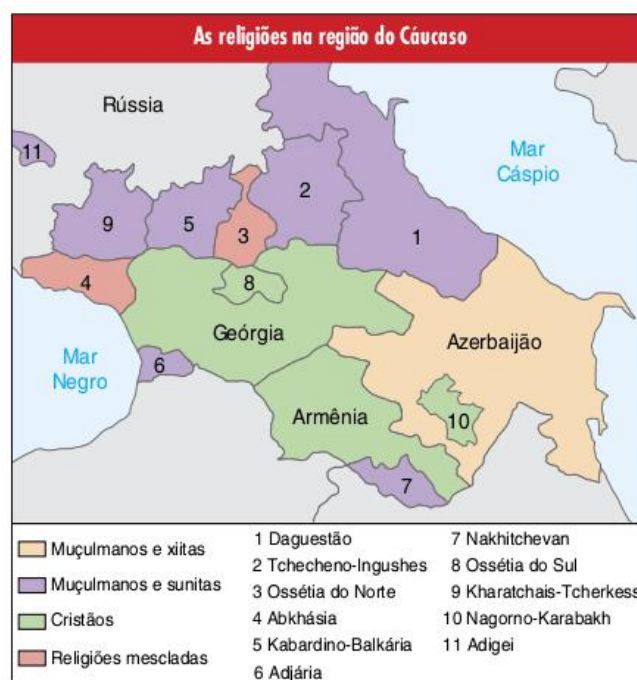 As religiões na região do Cáucaso
Rússia
Mar
Cáspio
11
9
5
3
2
1
4
8
Geórgia
Azerbaijão
Mar
Negro
6
Armênia
10
7
Muçulmanos e xiitas
Muçulmanos e sunitas
Cristãos
Religiões mescladas
1 Daguestão
2 Tchecheno-Ingushes
3 Ossétia do Norte
4 Abkhásia
5 Kabardino-Balkária
6 Adjária
7 Nakhitchevan
8 Ossétia do Sul
9 Kharatchais-Tcherkess
10 Nagorno-Karabakh
11 Adigei